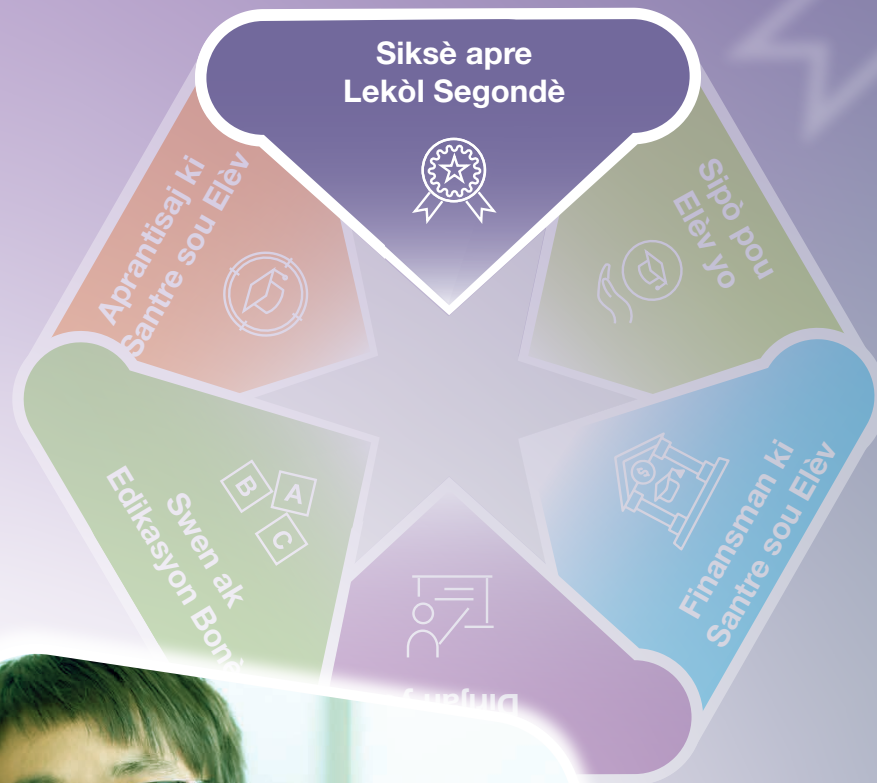 Siksè apre
Lekòl Segondè
Sipò pou
Elèv yo
Finansman ki
Santre sou Elèv
Swen ak
Edikasyon Bonè
B
A
C
Aprantisaj ki
Santre sou Elèv